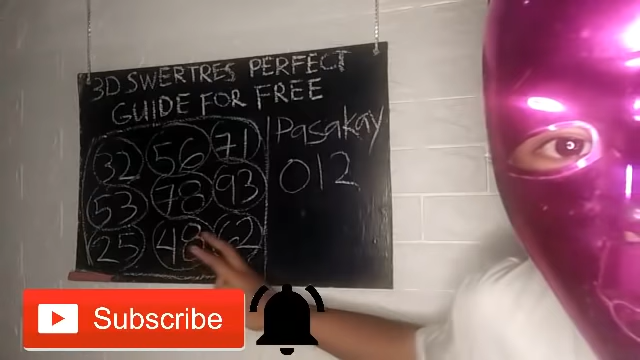 3D SWERTRES PERFECT
GUIDE FOR FREE
32 56 71
53 78 93
25 48 62
Pasakay
012
Subscribe